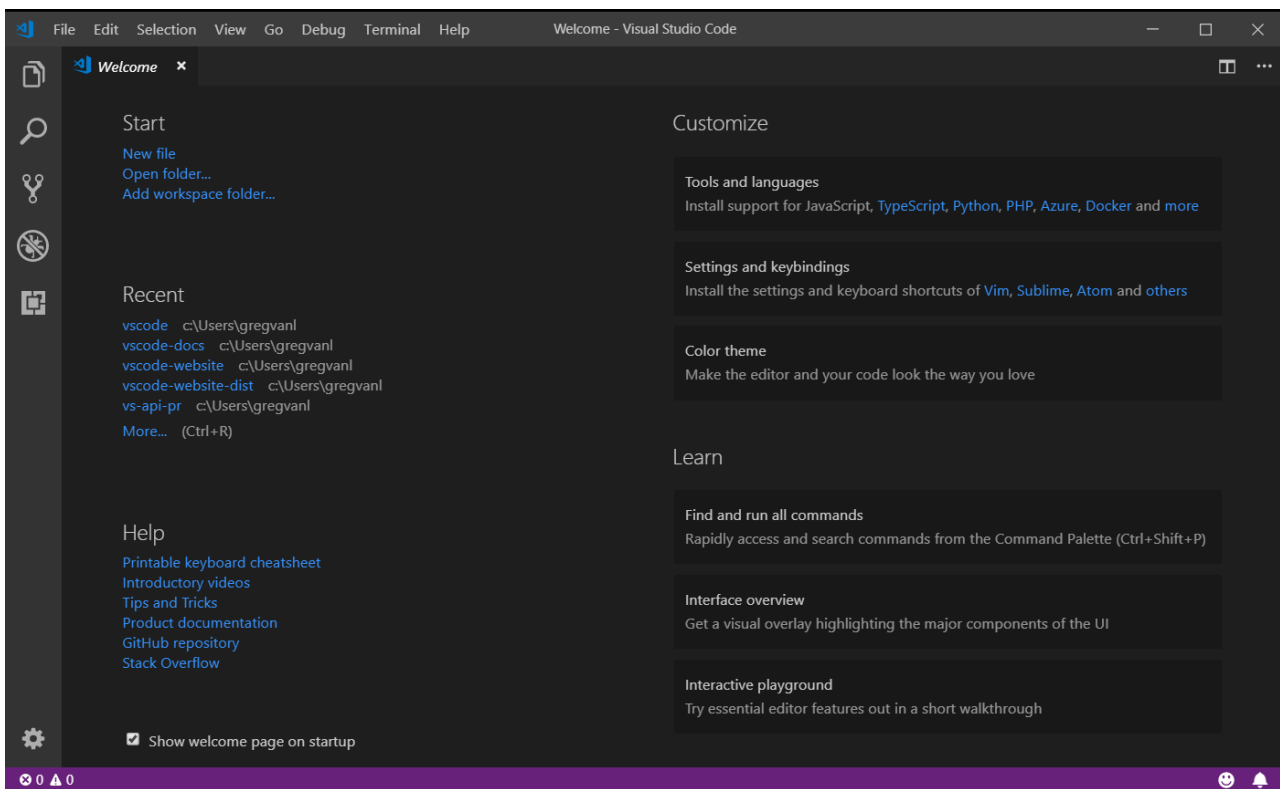 File Edit Selection View Go Debug Terminal Help Welcome - Visual Studio Code
Welcome
Start
New file
Open folder...
Add workspace folder...
Recent
vscode c:\Users\gregvanl
vscode-docs c:\Users\gregvanl
vscode-website c:\Users\gregvanl
vscode-website-dist c:\Users\gregvanl
vs-api-pr c:\Users\gregvanl
More... (Ctrl+R)
Help
Printable keyboard cheatsheet
Introductory videos
Tips and Tricks
Product documentation
GitHub repository
Stack Overflow
Show welcome page on startup
Customize
Tools and languages
Install support for JavaScript, TypeScript, Python, PHP, Azure, Docker and more
Settings and keybindings
Install the settings and keyboard shortcuts of Vim, Sublime, Atom and others
Color theme
Make the editor and your code look the way you love
Learn
Find and run all commands
Rapidly access and search commands from the Command Palette (Ctrl+Shift+P)
Interface overview
Get a visual overlay highlighting the major components of the UI
Interactive playground
Try essential editor features out in a short walkthrough
0 0